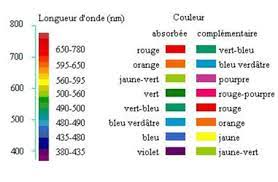 Longueur d'onde (nm)
Couleur
absorbée
complémentaire
800
700
600
500
400
650-780
rouge
vert-bleu
595-650
orange
bleu verdâtre
560-595
jaune-vert
pourpre
500-560
vert
rouge-pourpre
490-500
vert-bleu
rouge
480-490
bleu verdâtre
orange
435-480
bleu
jaune
380-435
violet
jaune-vert